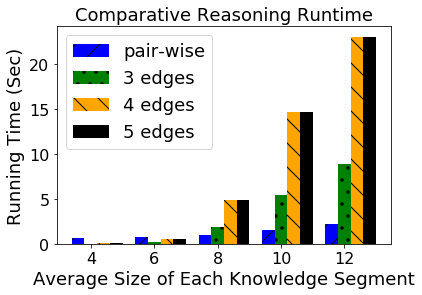 Comparative Reasoning Runtime
pair-wise
3 edges
4 edges
5 edges
Running Time (Sec)
20
15
10
5
0
4 6 8 10 12
Average Size of Each Knowledge Segment